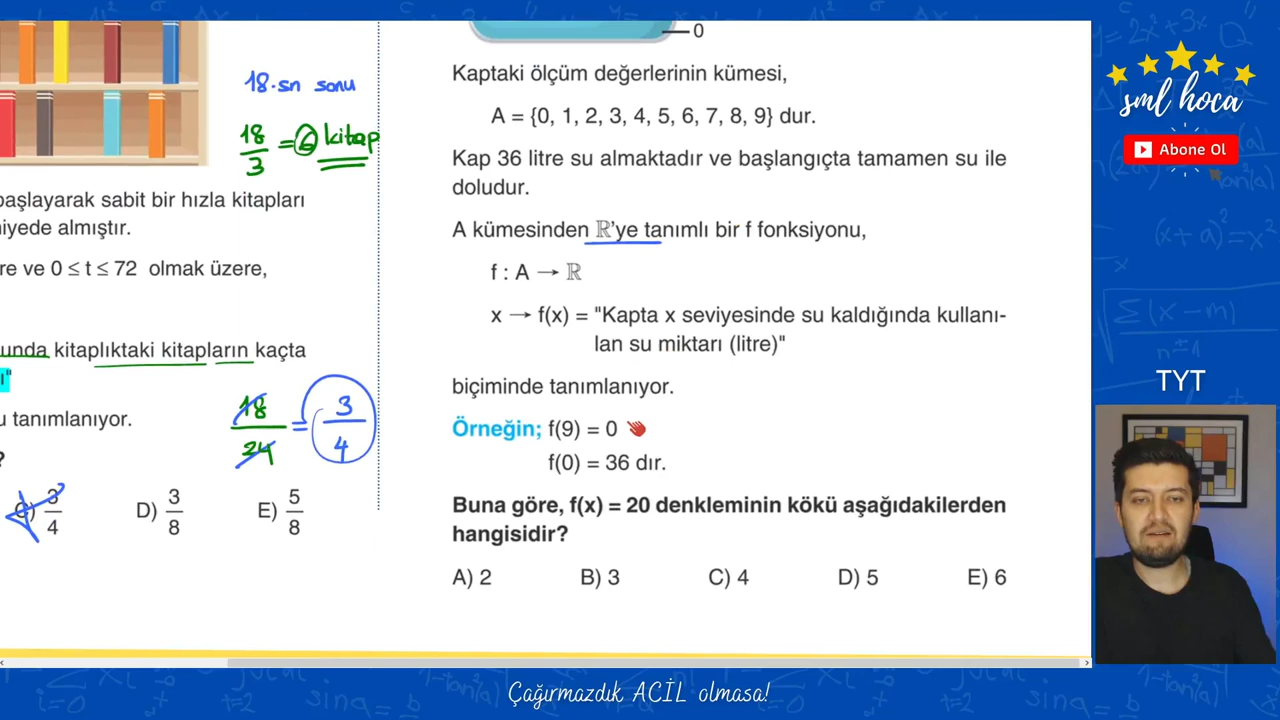 18.sn sonu
18
3
= 6 kitap
başlayarak sabit bir hızla kitapları
niyede almıştır.
re ve 0 ≤ t ≤ 72 olmak üzere,
unda kitaplıktaki kitapların kaçta
ı"
u tanımlanıyor.
18
24
=
3
4
?
C) 3/4 D) 3/8 E) 5/8
0
Kaptaki ölçüm değerlerinin kümesi,
A = {0, 1, 2, 3, 4, 5, 6, 7, 8, 9} dur.
Kap 36 litre su almaktadır ve başlangıçta tamamen su ile
doludur.
A kümesinden ℝ'ye tanımlı bir f fonksiyonu,
f : A → ℝ
x → f(x) = "Kapta x seviyesinde su kaldığında kullanı-
lan su miktarı (litre)"
biçiminde tanımlanıyor.
Örneğin; f(9) = 0
f(0) = 36 dır.
Buna göre, f(x) = 20 denkleminin kökü aşağıdakilerden
hangisidir?
A) 2 B) 3 C) 4 D) 5 E) 6
sml hoca
Abone Ol
TYT
Çağırmazdık ACİL olmasa!